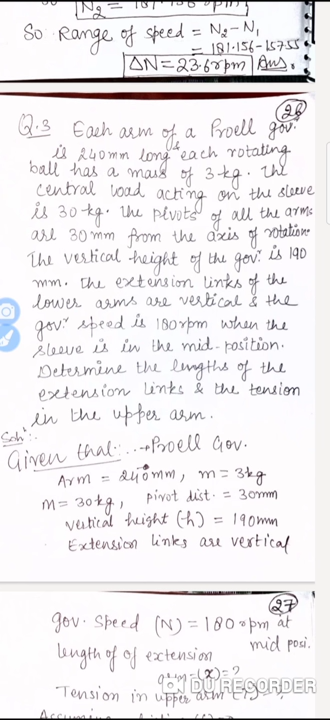 N2 = 181.156 rpm
So Range of speed = N2 - N1
= 181.156 - 157.55
ΔN = 23.6 rpm Ans.
26
Q.3 Each arm of a Proell gov.
is 240mm long & each rotating
ball has a mass of 3 kg. The
central load acting on the sleeve
is 30 kg. The pivots of all the arms
are 30 mm from the axis of rotation.
The vertical height of the gov. is 190
mm. The extension links of the
lower arms are vertical & the
gov. speed is 180 rpm when the
sleeve is in the mid-position.
Determine the lengths of the
extension links & the tension
in the upper arm.
Soln:
Given that: → Proell Gov.
Arm = 240mm, m = 3kg
M = 30 kg, pivot dist. = 30mm
vertical height (h) = 190mm
Extension links are vertical
27
gov. speed (N) = 180 rpm at
mid posi.
length of of extension
(x) = ?
DU RECORDER
Tension in upper arm